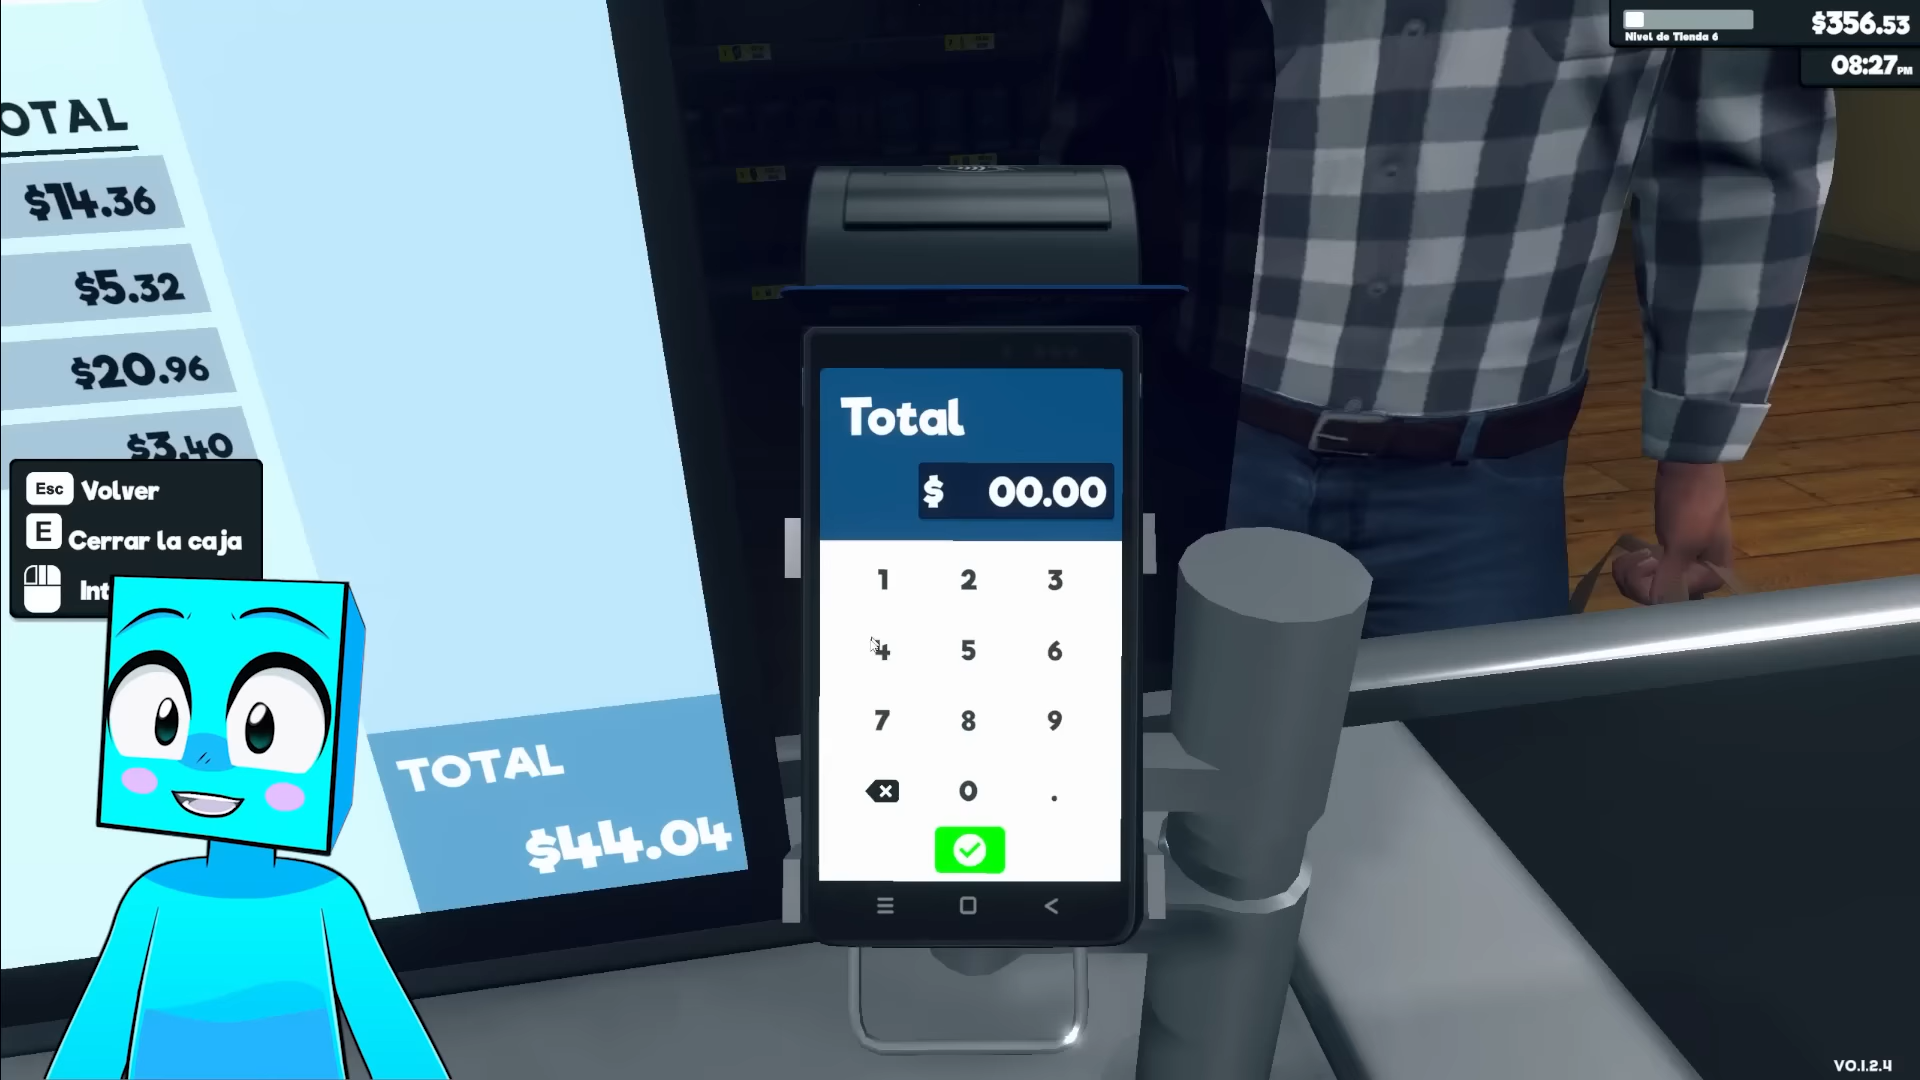 OTAL
$14.36
$5.32
$20.96
$3.40
Esc Volver
E Cerrar la caja
Int
TOTAL
$44.04
Total
$ 00.00
1 2 3
4 5 6
7 8 9
0 .
Nivel de Tienda 6
$356.53
08:27 PM
V0.1.2.4